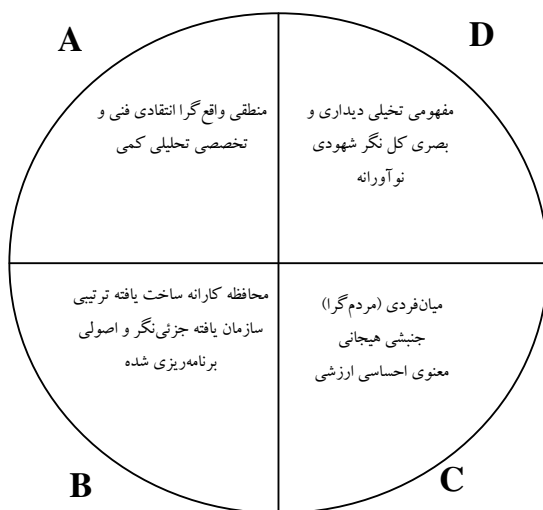 A
D
منطقی واقع‌گرا انتقادی فنی و
تخصصی تحلیلی کمی
مفهومی تخیلی دیداری و
بصری کل نگر شهودی
نوآورانه
محافظه کارانه ساخت یافته ترتیبی
سازمان یافته جزئی‌نگر و اصولی
برنامه‌ریزی شده
میان‌فردی (مردم‌گرا)
جنبشی هیجانی
معنوی احساسی ارزشی
B
C